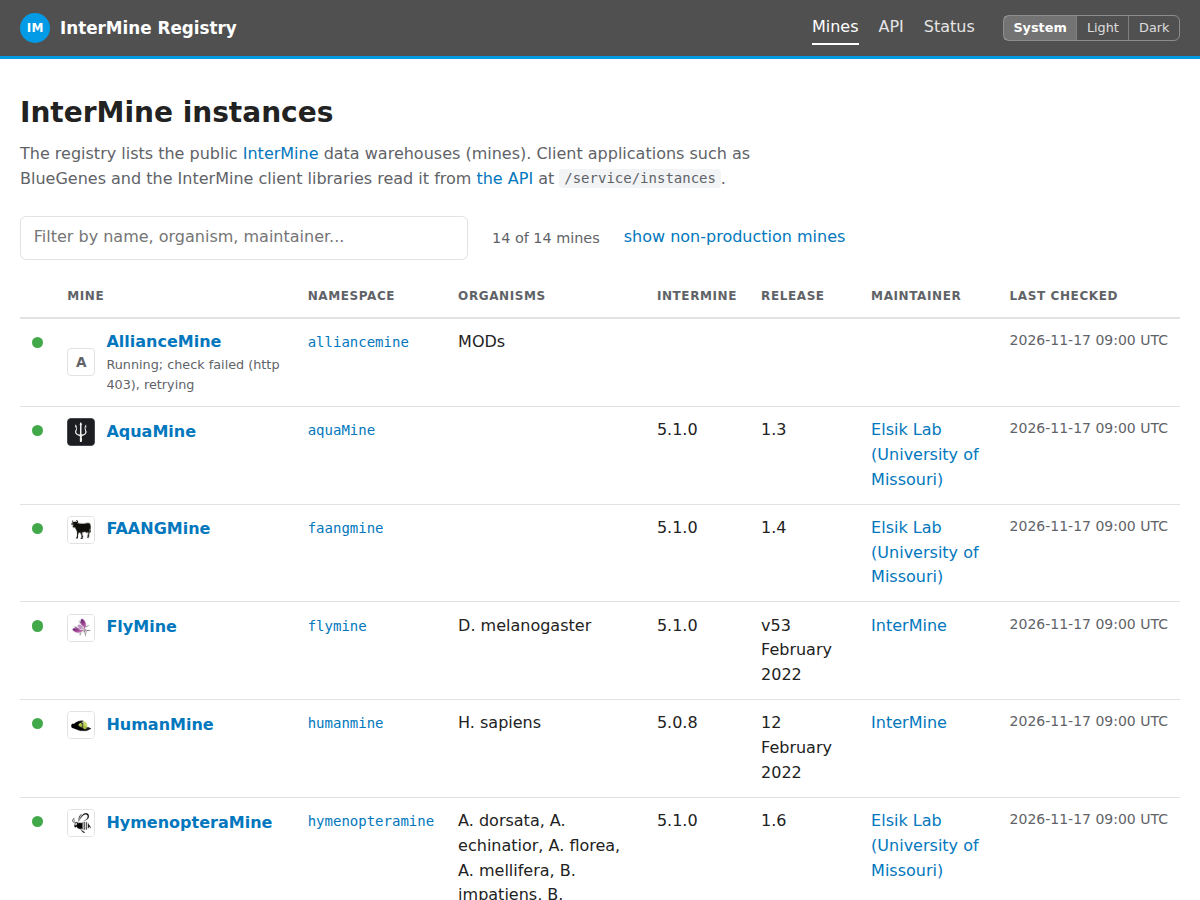 IM InterMine Registry Mines API Status System Light Dark
InterMine instances
The registry lists the public InterMine data warehouses (mines). Client applications such as
BlueGenes and the InterMine client libraries read it from the API at /service/instances.
Filter by name, organism, maintainer... 14 of 14 mines show non-production mines
MINE NAMESPACE ORGANISMS INTERMINE RELEASE MAINTAINER LAST CHECKED
A AllianceMine alliancemine MODs 2026-11-17 09:00 UTC
Running; check failed (http
403), retrying
AquaMine aquaMine 5.1.0 1.3 Elsik Lab 2026-11-17 09:00 UTC
(University of
Missouri)
FAANGMine faangmine 5.1.0 1.4 Elsik Lab 2026-11-17 09:00 UTC
(University of
Missouri)
FlyMine flymine D. melanogaster 5.1.0 v53 InterMine 2026-11-17 09:00 UTC
February
2022
HumanMine humanmine H. sapiens 5.0.8 12 InterMine 2026-11-17 09:00 UTC
February
2022
HymenopteraMine hymenopteramine A. dorsata, A. 5.1.0 1.6 Elsik Lab 2026-11-17 09:00 UTC
echinatior, A. florea, (University of
A. mellifera, B. Missouri)
impatiens, B.